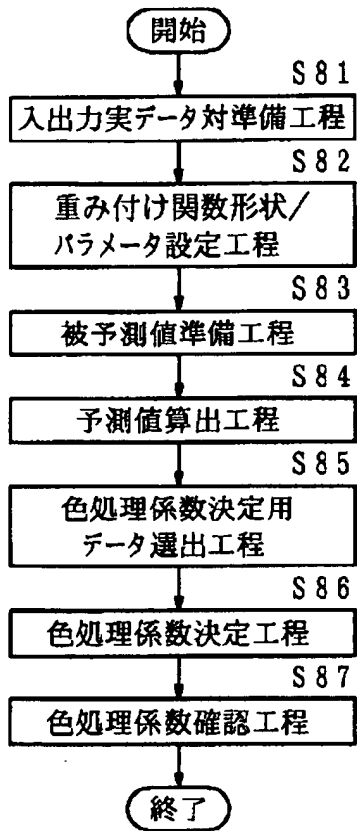 開始
S81
入出力実データ対準備工程
S82
重み付け関数形状/
パラメータ設定工程
S83
被予測値準備工程
S84
予測値算出工程
S85
色処理係数決定用
データ選出工程
S86
色処理係数決定工程
S87
色処理係数確認工程
終了